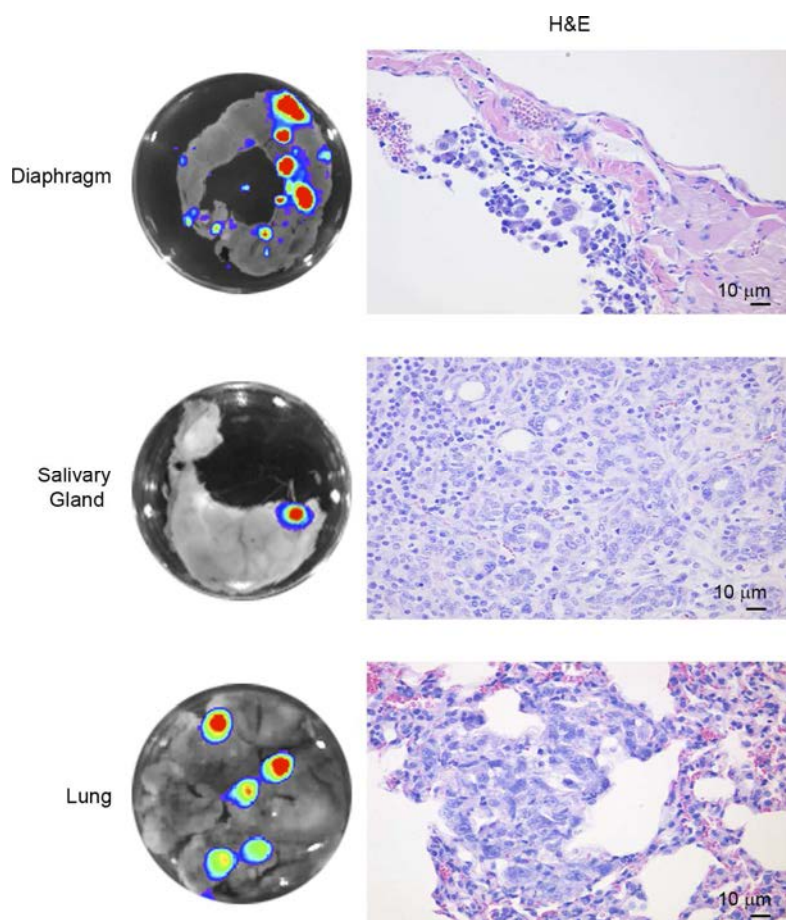 H&E
Diaphragm
10 μm
Salivary
Gland
10 μm
Lung
10 μm